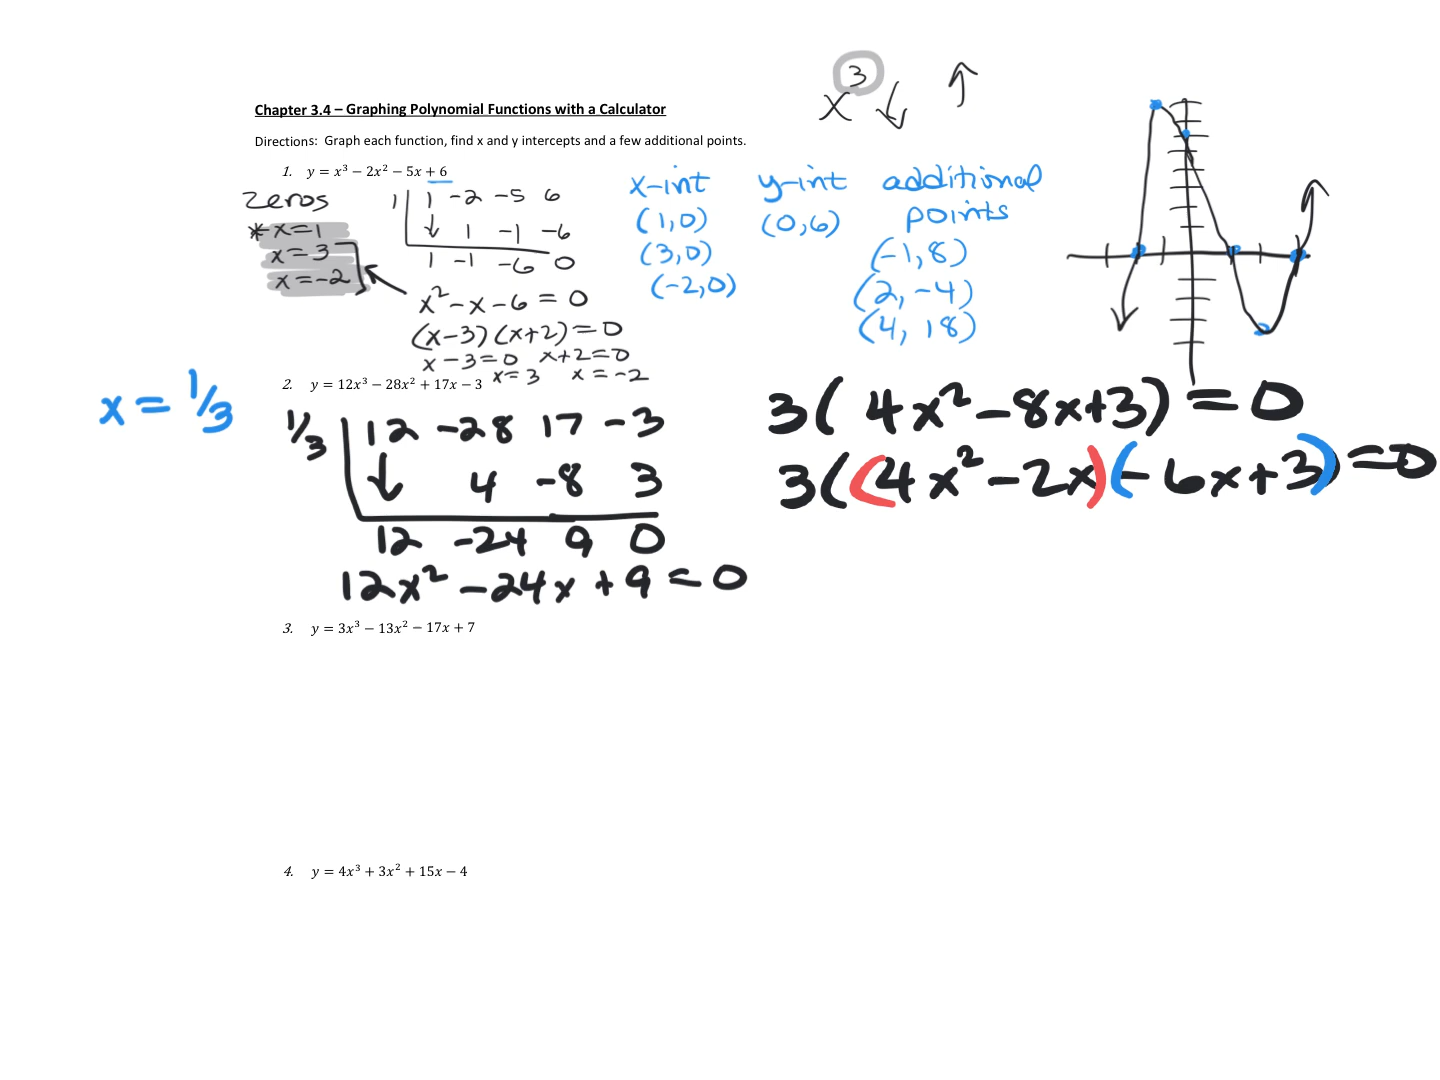 x³ ↓ ↑
Chapter 3.4 – Graphing Polynomial Functions with a Calculator
Directions: Graph each function, find x and y intercepts and a few additional points.
1. y = x³ − 2x² − 5x + 6
zeros
* x = 1
x = 3
x = -2
1 | 1 -2 -5 6
↓ 1 -1 -6
1 -1 -6 0
x² - x - 6 = 0
(x-3)(x+2) = 0
x - 3 = 0 x + 2 = 0
x = 3 x = -2
x-int
(1,0)
(3,0)
(-2,0)
y-int
(0,6)
additional
points
(-1,8)
(2,-4)
(4, 18)
2. y = 12x³ − 28x² + 17x − 3
x = 1/3
1/3 | 12 -28 17 -3
↓ 4 -8 3
12 -24 9 0
12x² - 24x + 9 = 0
3( 4x² - 8x + 3) = 0
3((4x² - 2x)(- 6x + 3)) = 0
3. y = 3x³ − 13x² − 17x + 7
4. y = 4x³ + 3x² + 15x − 4